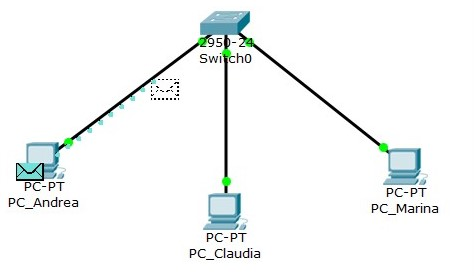 2950-24
Switch0
PC-PT
PC_Andrea
PC-PT
PC_Claudia
PC-PT
PC_Marina